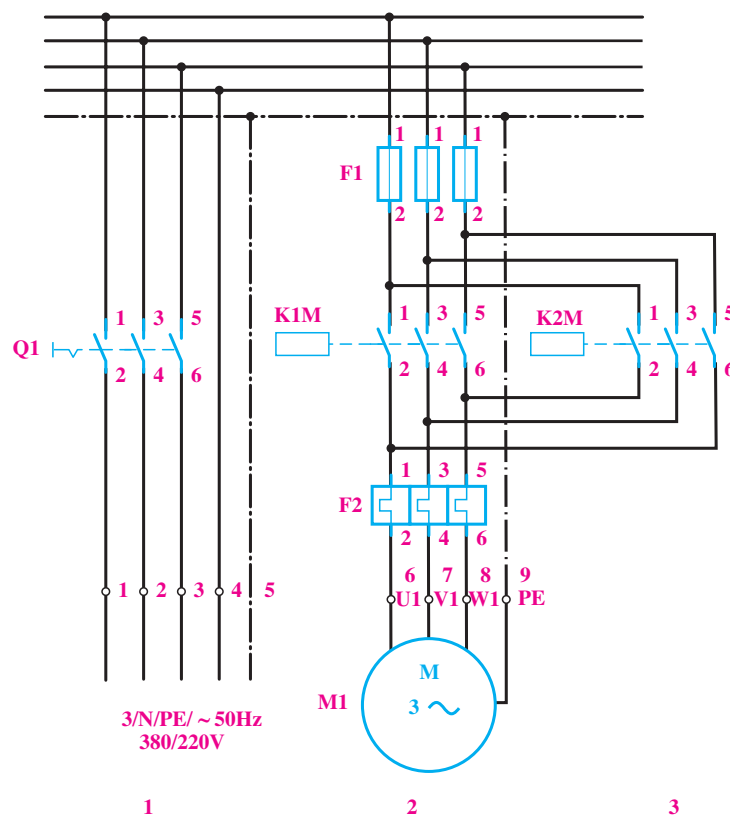 1 1 1
F1
2 2 2
1 3 5 K1M 1 3 5 K2M 1 3 5
Q1
2 4 6 2 4 6 2 4 6
1 3 5
F2
2 4 6
6 7 8 9
1 2 3 4 5 U1 V1 W1 PE
M
M1 3 ~
3/N/PE/ ~ 50Hz
380/220V
1 2 3